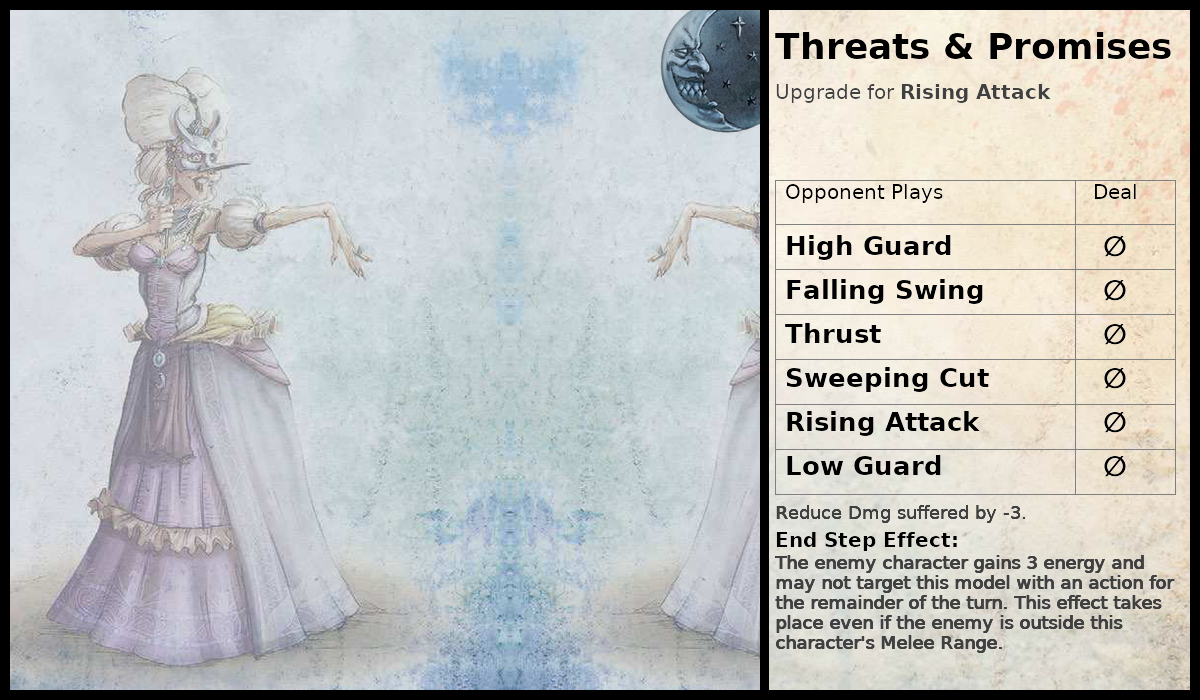 Threats & Promises
Upgrade for Rising Attack
Opponent Plays Deal
High Guard ∅
Falling Swing ∅
Thrust ∅
Sweeping Cut ∅
Rising Attack ∅
Low Guard ∅
Reduce Dmg suffered by -3.
End Step Effect:
The enemy character gains 3 energy and
may not target this model with an action for
the remainder of the turn. This effect takes
place even if the enemy is outside this
character's Melee Range.